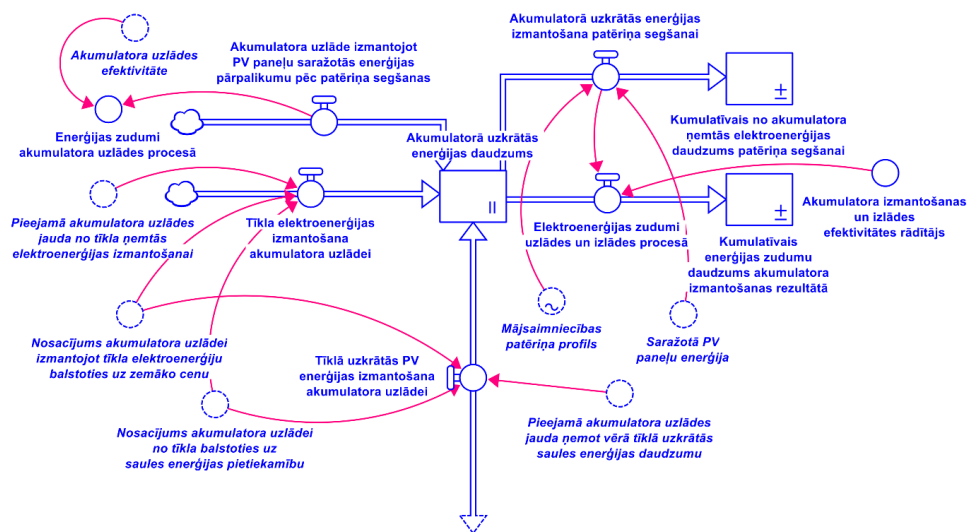 Akumulatora uzlādes
efektivitāte
Akumulatora uzlāde izmantojot
PV paneļu saražotās enerģijas
pārpalikumu pēc patēriņa segšanas
Akumulatorā uzkrātās enerģijas
izmantošana patēriņa segšanai
Enerģijas zudumi
akumulatora uzlādes procesā
Akumulatorā uzkrātās
enerģijas daudzums
Kumulatīvais no akumulatora
ņemtās elektroenerģijas
daudzums patēriņa segšanai
Pieejamā akumulatora uzlādes
jauda no tīkla ņemtās
elektroenerģijas izmantošanai
Tīkla elektroenerģijas
izmantošana
akumulatora uzlādei
Elektroenerģijas zudumi
uzlādes un izlādes procesā
Kumulatīvais
enerģijas zudumu
daudzums akumulatora
izmantošanas rezultātā
Akumulatora izmantošanas
un izlādes
efektivitātes rādītājs
Nosacījums akumulatora uzlādei
izmantojot tīkla elektroenerģiju
balstoties uz zemāko cenu
Tīklā uzkrātās PV
enerģijas izmantošana
akumulatora uzlādei
Mājsaimniecības
patēriņa profils
Saražotā PV
paneļu enerģija
Nosacījums akumulatora uzlādei
no tīkla balstoties uz
saules enerģijas pietiekamību
Pieejamā akumulatora uzlādes
jauda ņemot vērā tīklā uzkrātās
saules enerģijas daudzumu